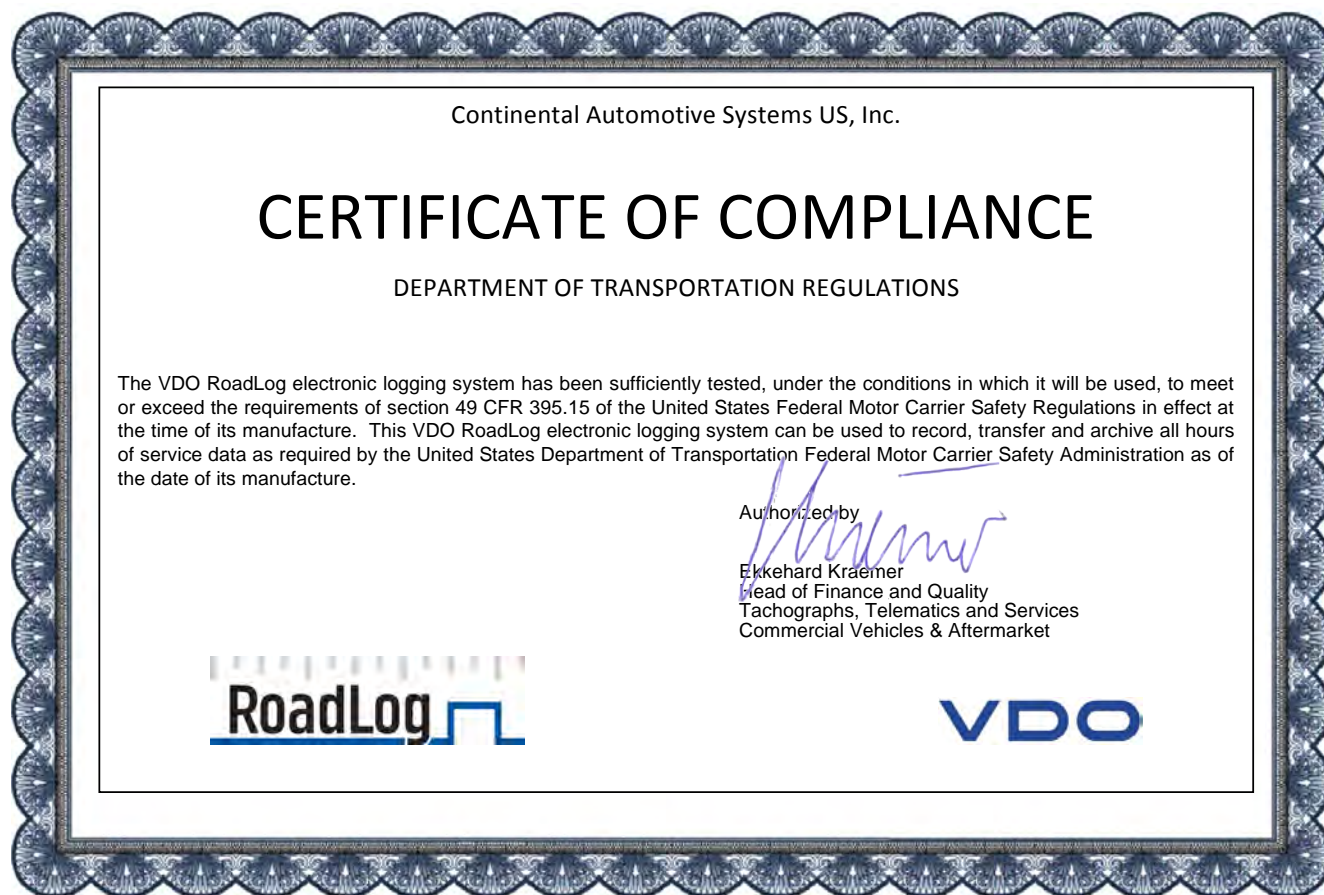 Continental Automotive Systems US, Inc.
CERTIFICATE OF COMPLIANCE
DEPARTMENT OF TRANSPORTATION REGULATIONS
The VDO RoadLog electronic logging system has been sufficiently tested, under the conditions in which it will be used, to meet
or exceed the requirements of section 49 CFR 395.15 of the United States Federal Motor Carrier Safety Regulations in effect at
the time of its manufacture.  This VDO RoadLog electronic logging system can be used to record, transfer and archive all hours
of service data as required by the United States Department of Transportation Federal Motor Carrier Safety Administration as of
the date of its manufacture.
Authorized by
Ekkehard Kraemer
Head of Finance and Quality
Tachographs, Telematics and Services
Commercial Vehicles & Aftermarket
RoadLog
VDO